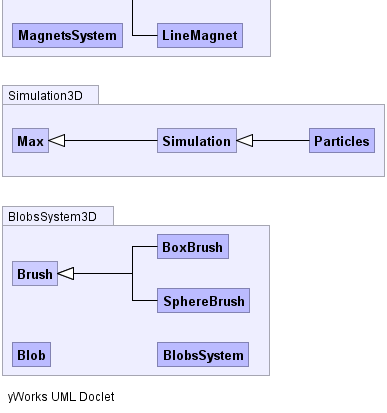 MagnetsSystem LineMagnet
Simulation3D
Max Simulation Particles
BlobsSystem3D
BoxBrush
Brush
SphereBrush
Blob BlobsSystem
yWorks UML Doclet